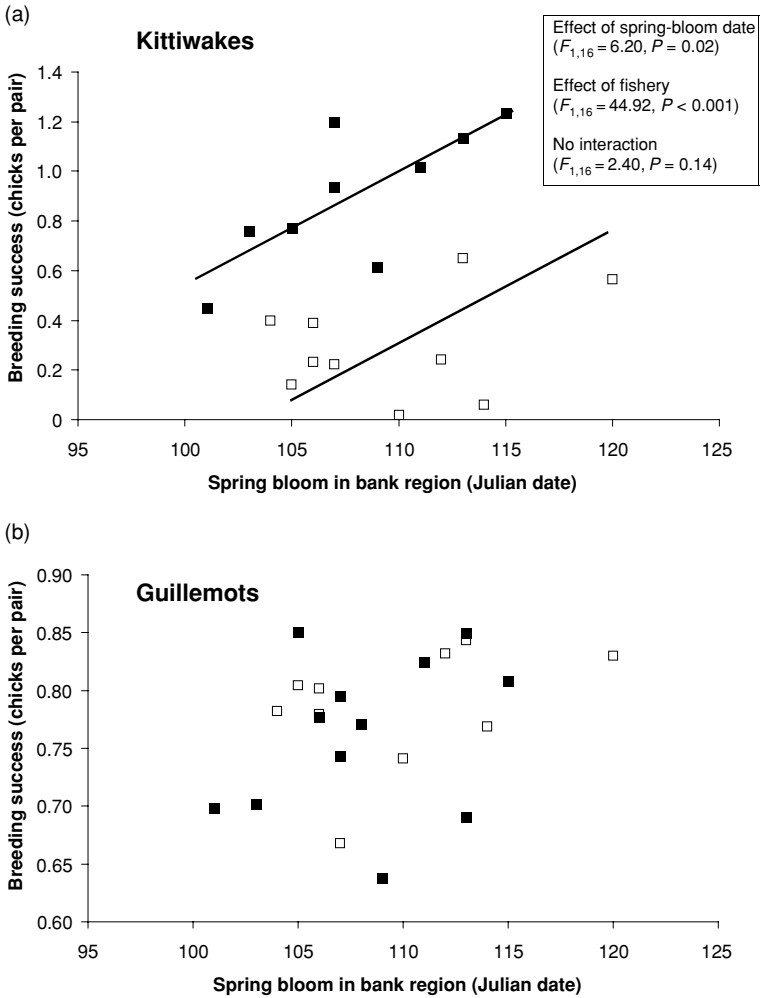 (a)
Kittiwakes
Effect of spring-bloom date
(F1,16 = 6.20, P = 0.02)
Effect of fishery
(F1,16 = 44.92, P < 0.001)
No interaction
(F1,16 = 2.40, P = 0.14)
Breeding success (chicks per pair)
1.4
1.2
1.0
0.8
0.6
0.4
0.2
0
95 100 105 110 115 120 125
Spring bloom in bank region (Julian date)
(b)
Guillemots
Breeding success (chicks per pair)
0.90
0.85
0.80
0.75
0.70
0.65
0.60
95 100 105 110 115 120 125
Spring bloom in bank region (Julian date)